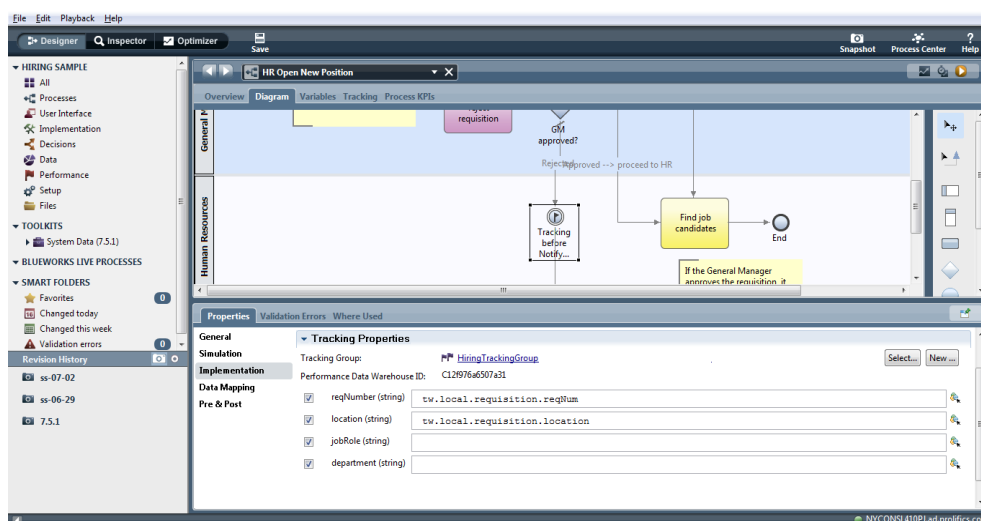 File Edit Playback Help
Designer Inspector Optimizer Save Snapshot Process Center Help
HIRING SAMPLE
All
Processes
User Interface
Implementation
Decisions
Data
Performance
Setup
Files
TOOLKITS
System Data (7.5.1)
BLUEWORKS LIVE PROCESSES
SMART FOLDERS
Favorites 0
Changed today
Changed this week
Validation errors 0
Revision History
ss-07-02
ss-06-29
7.5.1
HR Open New Position
Overview Diagram Variables Tracking Process KPIs
General M
requisition
GM
approved?
Rejected
Approved --> proceed to HR
Human Resources
Tracking
before
Notify...
Find job
candidates
End
If the General Manager
approves the requisition, it
Properties Validation Errors Where Used
General
Simulation
Implementation
Data Mapping
Pre & Post
Tracking Properties
Tracking Group: HiringTrackingGroup Select... New ...
Performance Data Warehouse ID: C12f976a6507a31
reqNumber (string) tw.local.requisition.reqNum
location (string) tw.local.requisition.location
jobRole (string)
department (string)